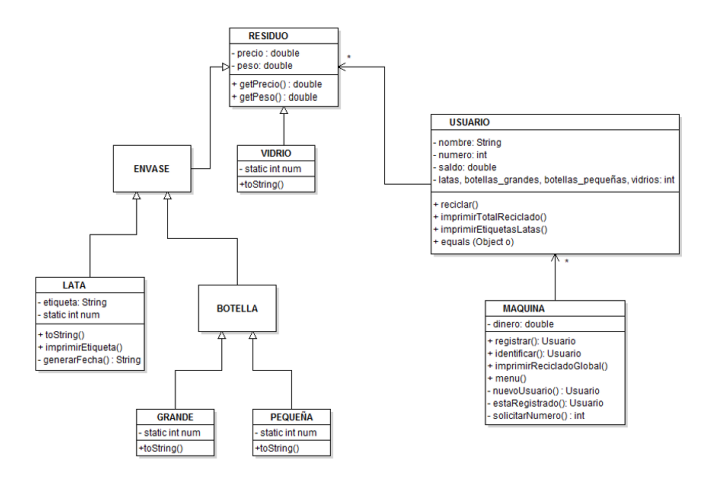 RESIDUO
- precio : double
- peso: double
+ getPrecio() : double
+ getPeso() : double
*
USUARIO
- nombre: String
- numero: int
- saldo: double
- latas, botellas_grandes, botellas_pequeñas, vidrios: int
+ reciclar()
+ imprimirTotalReciclado()
+ imprimirEtiquetasLatas()
+ equals (Object o)
ENVASE
VIDRIO
- static int num
+toString()
*
LATA
- etiqueta: String
- static int num
+ toString()
+ imprimirEtiqueta()
- generarFecha() : String
BOTELLA
MAQUINA
- dinero: double
+ registrar(): Usuario
+ identificar(): Usuario
+ imprimirRecicladoGlobal()
+ menu()
- nuevoUsuario() : Usuario
- estaRegistrado(): Usuario
- solicitarNumero() : int
GRANDE
- static int num
+toString()
PEQUEÑA
- static int num
+toString()